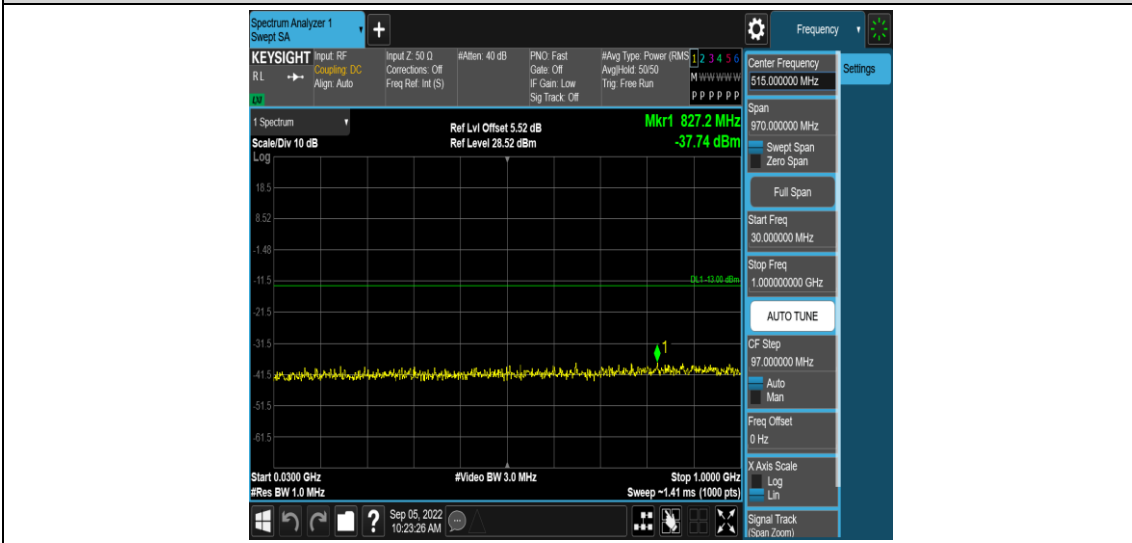 Spectrum Analyzer 1
Swept SA
+
Frequency
KEYSIGHT
Input: RF
Coupling: DC
Align: Auto
Input Z: 50 Ω
Corrections: Off
Freq Ref: Int (S)
#Atten: 40 dB
PNO: Fast
Gate: Off
IF Gain: Low
Sig Track: Off
#Avg Type: Power (RMS
Avg|Hold: 50/50
Trig: Free Run
1 2 3 4 5 6
M W W W W W
P P P P P P
R L
LXI
1 Spectrum
Scale/Div 10 dB
Log
Ref Lvl Offset 5.52 dB
Ref Level 28.52 dBm
Mkr1 827.2 MHz
-37.74 dBm
18.5
8.52
-1.48
-11.5
DL1 -13.00 dBm
-21.5
-31.5
1
-41.5
-51.5
-61.5
Start 0.0300 GHz
#Res BW 1.0 MHz
#Video BW 3.0 MHz
Stop 1.0000 GHz
Sweep ~1.41 ms (1000 pts)
?
Sep 05, 2022
10:23:26 AM
Center Frequency
515.000000 MHz
Settings
Span
970.000000 MHz
Swept Span
Zero Span
Full Span
Start Freq
30.000000 MHz
Stop Freq
1.000000000 GHz
AUTO TUNE
CF Step
97.000000 MHz
Auto
Man
Freq Offset
0 Hz
X Axis Scale
Log
Lin
Signal Track
(Span Zoom)